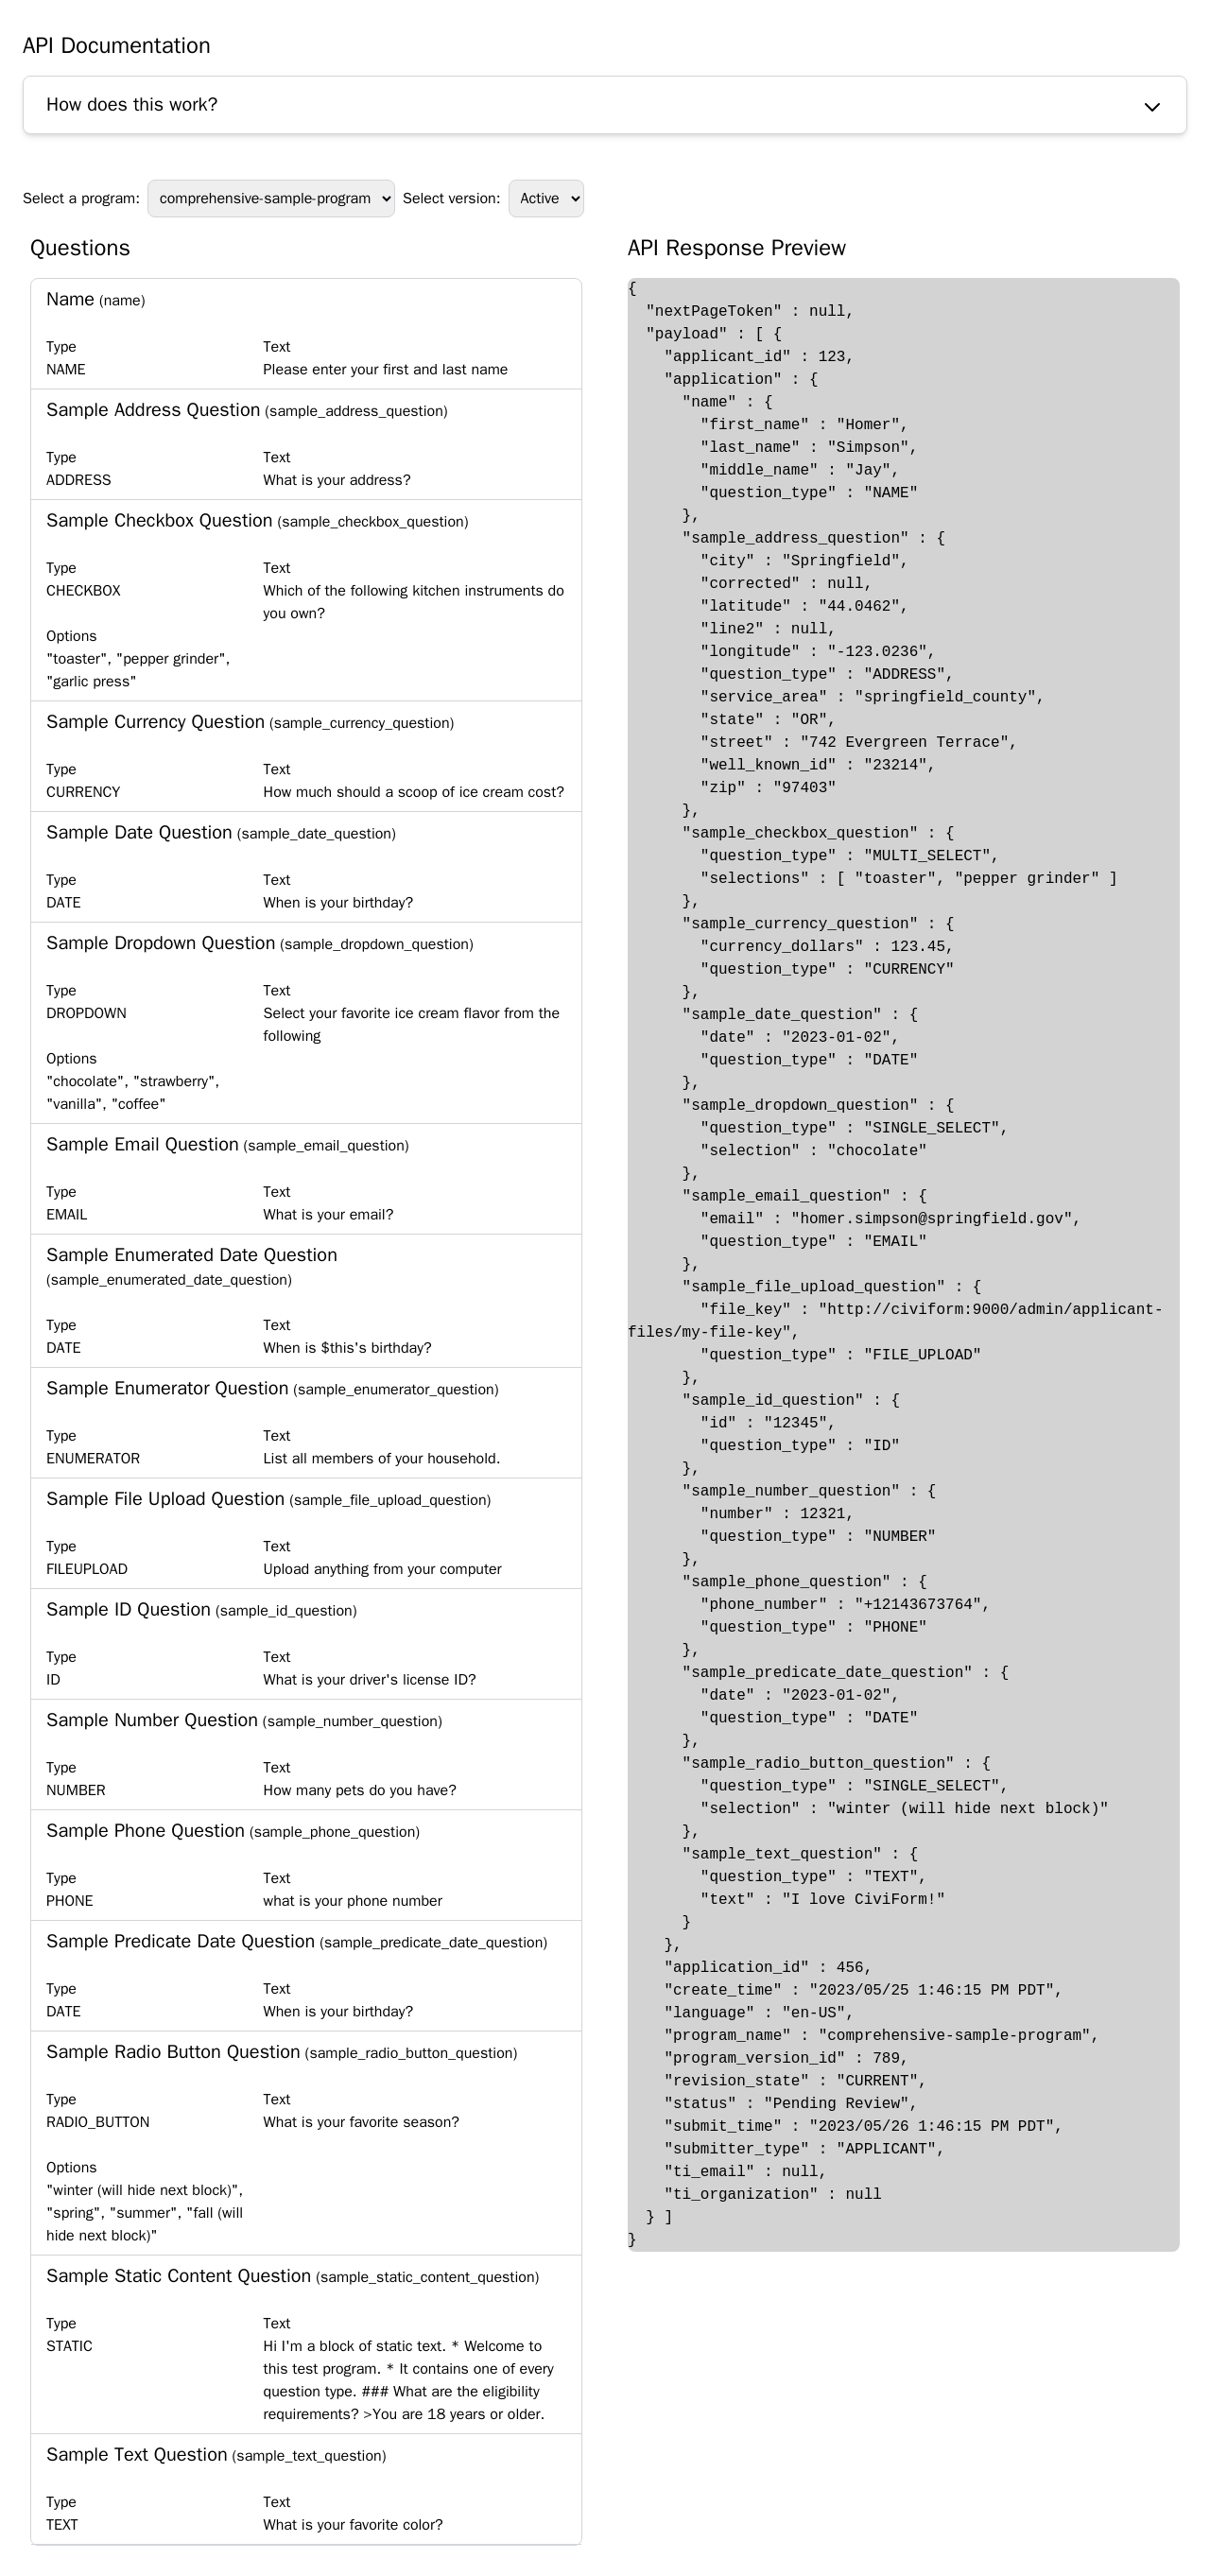 API Documentation
How does this work?
Select a program: comprehensive-sample-program Select version: Active
Questions
Name (name)
Type Text
NAME Please enter your first and last name
Sample Address Question (sample_address_question)
Type Text
ADDRESS What is your address?
Sample Checkbox Question (sample_checkbox_question)
Type Text
CHECKBOX Which of the following kitchen instruments do
you own?
Options
"toaster", "pepper grinder",
"garlic press"
Sample Currency Question (sample_currency_question)
Type Text
CURRENCY How much should a scoop of ice cream cost?
Sample Date Question (sample_date_question)
Type Text
DATE When is your birthday?
Sample Dropdown Question (sample_dropdown_question)
Type Text
DROPDOWN Select your favorite ice cream flavor from the
following
Options
"chocolate", "strawberry",
"vanilla", "coffee"
Sample Email Question (sample_email_question)
Type Text
EMAIL What is your email?
Sample Enumerated Date Question
(sample_enumerated_date_question)
Type Text
DATE When is $this's birthday?
Sample Enumerator Question (sample_enumerator_question)
Type Text
ENUMERATOR List all members of your household.
Sample File Upload Question (sample_file_upload_question)
Type Text
FILEUPLOAD Upload anything from your computer
Sample ID Question (sample_id_question)
Type Text
ID What is your driver's license ID?
Sample Number Question (sample_number_question)
Type Text
NUMBER How many pets do you have?
Sample Phone Question (sample_phone_question)
Type Text
PHONE what is your phone number
Sample Predicate Date Question (sample_predicate_date_question)
Type Text
DATE When is your birthday?
Sample Radio Button Question (sample_radio_button_question)
Type Text
RADIO_BUTTON What is your favorite season?
Options
"winter (will hide next block)",
"spring", "summer", "fall (will
hide next block)"
Sample Static Content Question (sample_static_content_question)
Type Text
STATIC Hi I'm a block of static text. * Welcome to
this test program. * It contains one of every
question type. ### What are the eligibility
requirements? >You are 18 years or older.
Sample Text Question (sample_text_question)
Type Text
TEXT What is your favorite color?
API Response Preview
{
  "nextPageToken" : null,
  "payload" : [ {
    "applicant_id" : 123,
    "application" : {
      "name" : {
        "first_name" : "Homer",
        "last_name" : "Simpson",
        "middle_name" : "Jay",
        "question_type" : "NAME"
      },
      "sample_address_question" : {
        "city" : "Springfield",
        "corrected" : null,
        "latitude" : "44.0462",
        "line2" : null,
        "longitude" : "-123.0236",
        "question_type" : "ADDRESS",
        "service_area" : "springfield_county",
        "state" : "OR",
        "street" : "742 Evergreen Terrace",
        "well_known_id" : "23214",
        "zip" : "97403"
      },
      "sample_checkbox_question" : {
        "question_type" : "MULTI_SELECT",
        "selections" : [ "toaster", "pepper grinder" ]
      },
      "sample_currency_question" : {
        "currency_dollars" : 123.45,
        "question_type" : "CURRENCY"
      },
      "sample_date_question" : {
        "date" : "2023-01-02",
        "question_type" : "DATE"
      },
      "sample_dropdown_question" : {
        "question_type" : "SINGLE_SELECT",
        "selection" : "chocolate"
      },
      "sample_email_question" : {
        "email" : "homer.simpson@springfield.gov",
        "question_type" : "EMAIL"
      },
      "sample_file_upload_question" : {
        "file_key" : "http://civiform:9000/admin/applicant-
files/my-file-key",
        "question_type" : "FILE_UPLOAD"
      },
      "sample_id_question" : {
        "id" : "12345",
        "question_type" : "ID"
      },
      "sample_number_question" : {
        "number" : 12321,
        "question_type" : "NUMBER"
      },
      "sample_phone_question" : {
        "phone_number" : "+12143673764",
        "question_type" : "PHONE"
      },
      "sample_predicate_date_question" : {
        "date" : "2023-01-02",
        "question_type" : "DATE"
      },
      "sample_radio_button_question" : {
        "question_type" : "SINGLE_SELECT",
        "selection" : "winter (will hide next block)"
      },
      "sample_text_question" : {
        "question_type" : "TEXT",
        "text" : "I love CiviForm!"
      }
    },
    "application_id" : 456,
    "create_time" : "2023/05/25 1:46:15 PM PDT",
    "language" : "en-US",
    "program_name" : "comprehensive-sample-program",
    "program_version_id" : 789,
    "revision_state" : "CURRENT",
    "status" : "Pending Review",
    "submit_time" : "2023/05/26 1:46:15 PM PDT",
    "submitter_type" : "APPLICANT",
    "ti_email" : null,
    "ti_organization" : null
  } ]
}